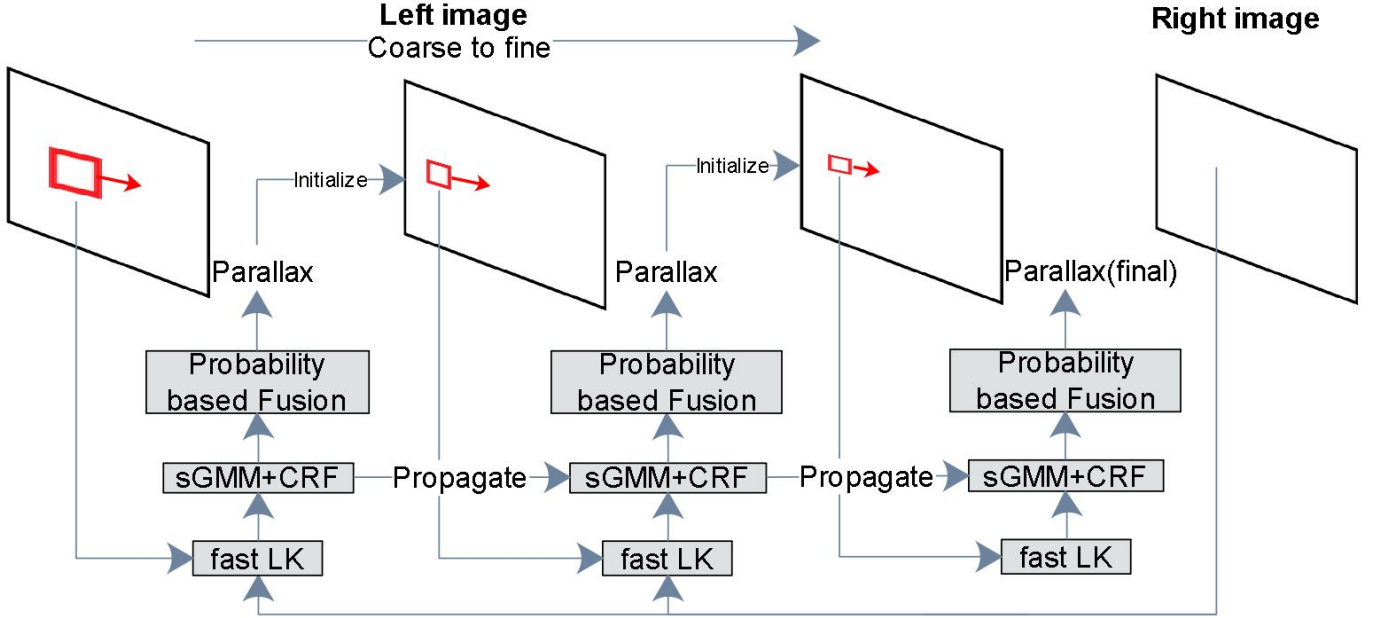 Left image
Right image
Coarse to fine
Initialize
Initialize
Parallax
Parallax
Parallax(final)
Probability
based Fusion
Probability
based Fusion
Probability
based Fusion
sGMM+CRF
Propagate
sGMM+CRF
Propagate
sGMM+CRF
fast LK
fast LK
fast LK